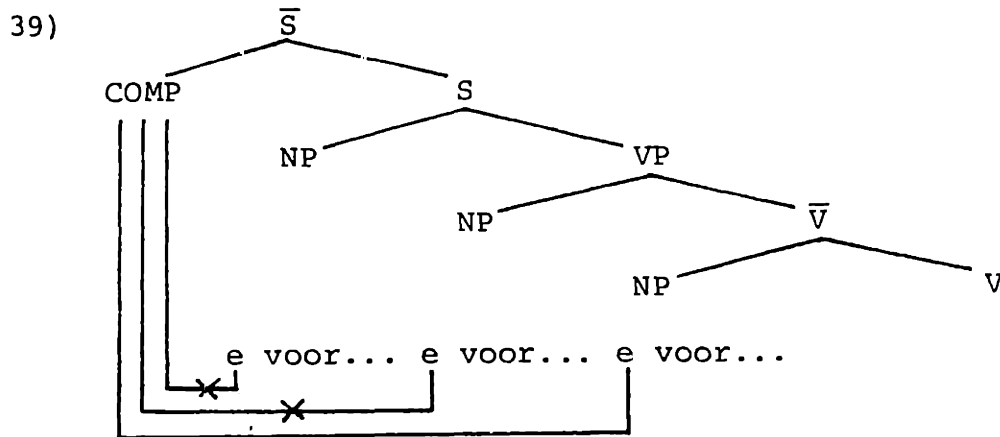 39) S̅
COMP S
NP VP
NP V̅
NP V
e voor... e voor... e voor...